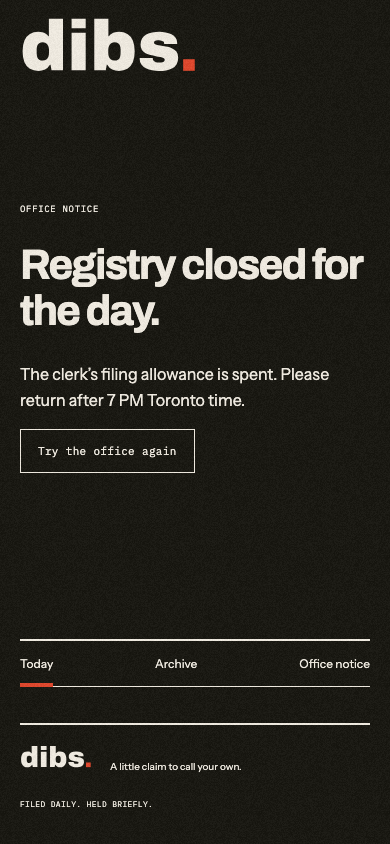 dibs.
OFFICE NOTICE
Registry closed for
the day.
The clerk's filing allowance is spent. Please
return after 7 PM Toronto time.
Try the office again
Today
Archive
Office notice
dibs.
A little claim to call your own.
FILED DAILY. HELD BRIEFLY.